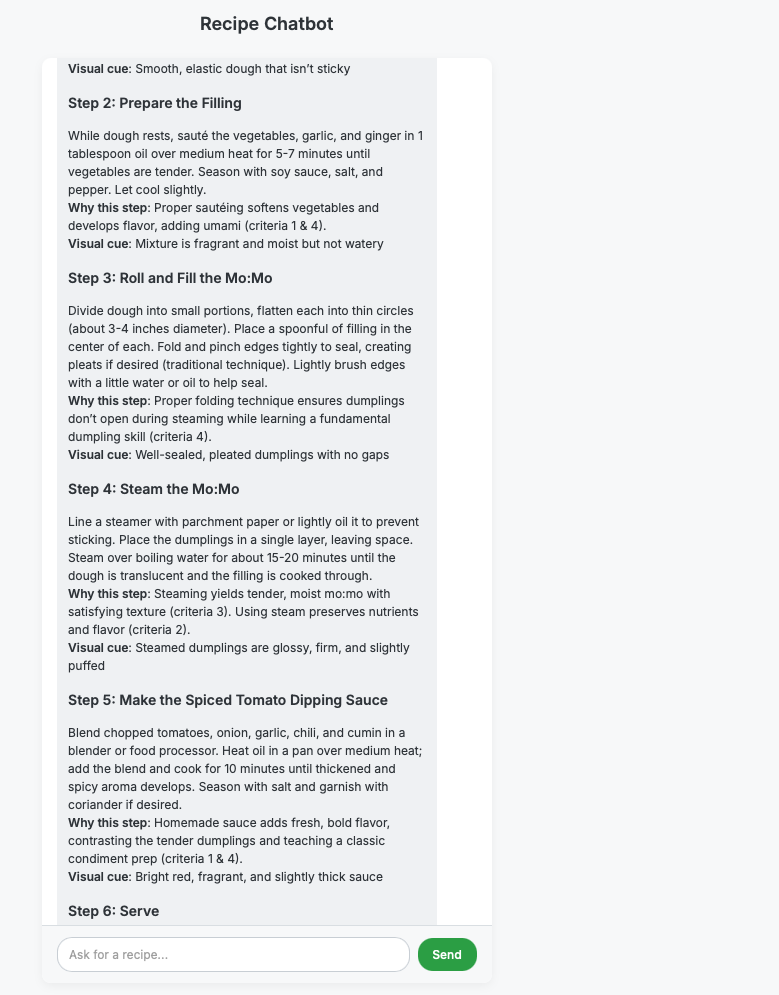 Recipe Chatbot
Visual cue: Smooth, elastic dough that isn’t sticky
Step 2: Prepare the Filling
While dough rests, sauté the vegetables, garlic, and ginger in 1
tablespoon oil over medium heat for 5-7 minutes until
vegetables are tender. Season with soy sauce, salt, and
pepper. Let cool slightly.
Why this step: Proper sautéing softens vegetables and
develops flavor, adding umami (criteria 1 & 4).
Visual cue: Mixture is fragrant and moist but not watery
Step 3: Roll and Fill the Mo:Mo
Divide dough into small portions, flatten each into thin circles
(about 3-4 inches diameter). Place a spoonful of filling in the
center of each. Fold and pinch edges tightly to seal, creating
pleats if desired (traditional technique). Lightly brush edges
with a little water or oil to help seal.
Why this step: Proper folding technique ensures dumplings
don’t open during steaming while learning a fundamental
dumpling skill (criteria 4).
Visual cue: Well-sealed, pleated dumplings with no gaps
Step 4: Steam the Mo:Mo
Line a steamer with parchment paper or lightly oil it to prevent
sticking. Place the dumplings in a single layer, leaving space.
Steam over boiling water for about 15-20 minutes until the
dough is translucent and the filling is cooked through.
Why this step: Steaming yields tender, moist mo:mo with
satisfying texture (criteria 3). Using steam preserves nutrients
and flavor (criteria 2).
Visual cue: Steamed dumplings are glossy, firm, and slightly
puffed
Step 5: Make the Spiced Tomato Dipping Sauce
Blend chopped tomatoes, onion, garlic, chili, and cumin in a
blender or food processor. Heat oil in a pan over medium heat;
add the blend and cook for 10 minutes until thickened and
spicy aroma develops. Season with salt and garnish with
coriander if desired.
Why this step: Homemade sauce adds fresh, bold flavor,
contrasting the tender dumplings and teaching a classic
condiment prep (criteria 1 & 4).
Visual cue: Bright red, fragrant, and slightly thick sauce
Step 6: Serve
Ask for a recipe...
Send